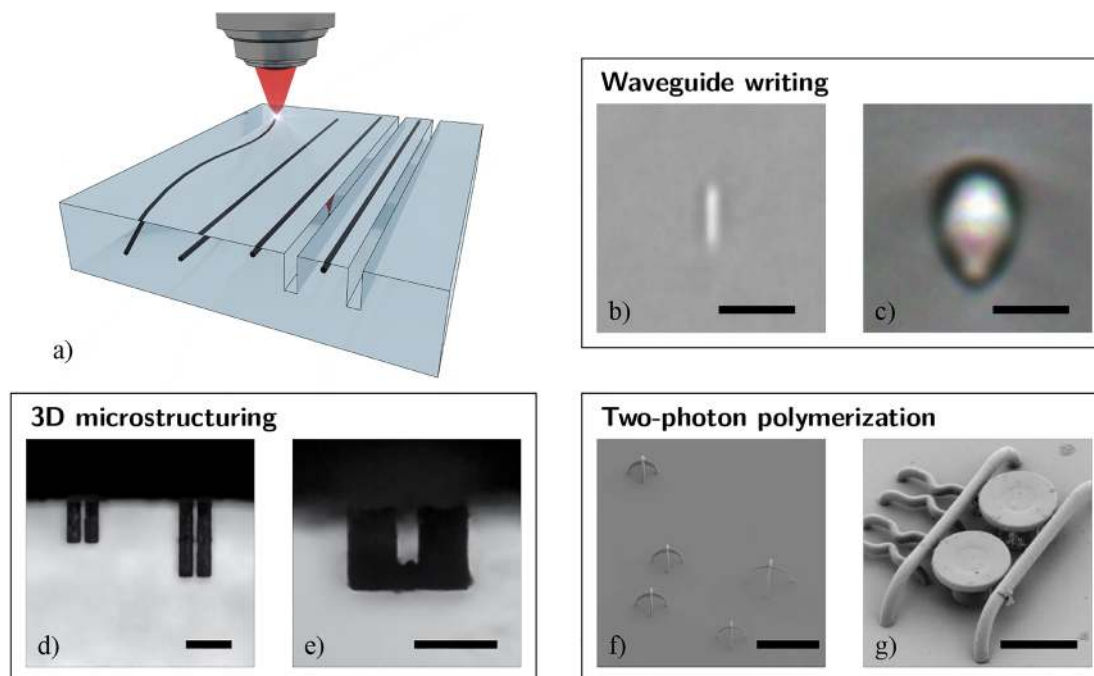 a)
Waveguide writing
b)
c)
3D microstructuring
d)
e)
Two-photon polymerization
f)
g)